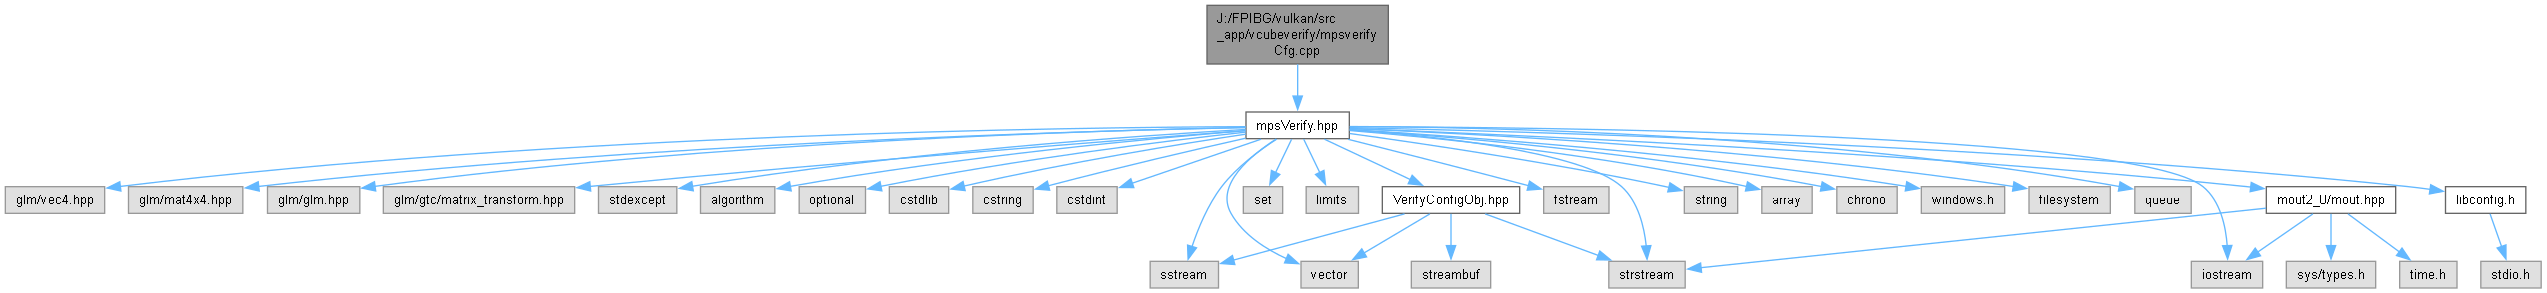 J:/FPIBG/vulkan/src
_app/vcubeverify/mpsverify
Cfg.cpp
mpsVerify.hpp
glm/vec4.hpp
glm/mat4x4.hpp
glm/glm.hpp
glm/gtc/matrix_transform.hpp
stdexcept
algorithm
optional
cstdlib
cstring
cstdint
set
limits
VerifyConfigObj.hpp
fstream
string
array
chrono
windows.h
filesystem
queue
mout2_0/mout.hpp
libconfig.h
sstream
vector
streambuf
strstream
iostream
sys/types.h
time.h
stdio.h